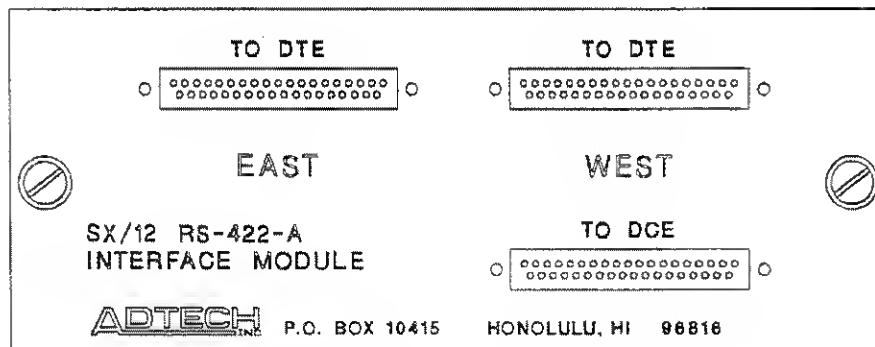 TO DTE
TO DTE
EAST
WEST
SX/12 RS-422-A
INTERFACE MODULE
TO DCE
ADTECH INC P.O. BOX 10415 HONOLULU, HI 96816